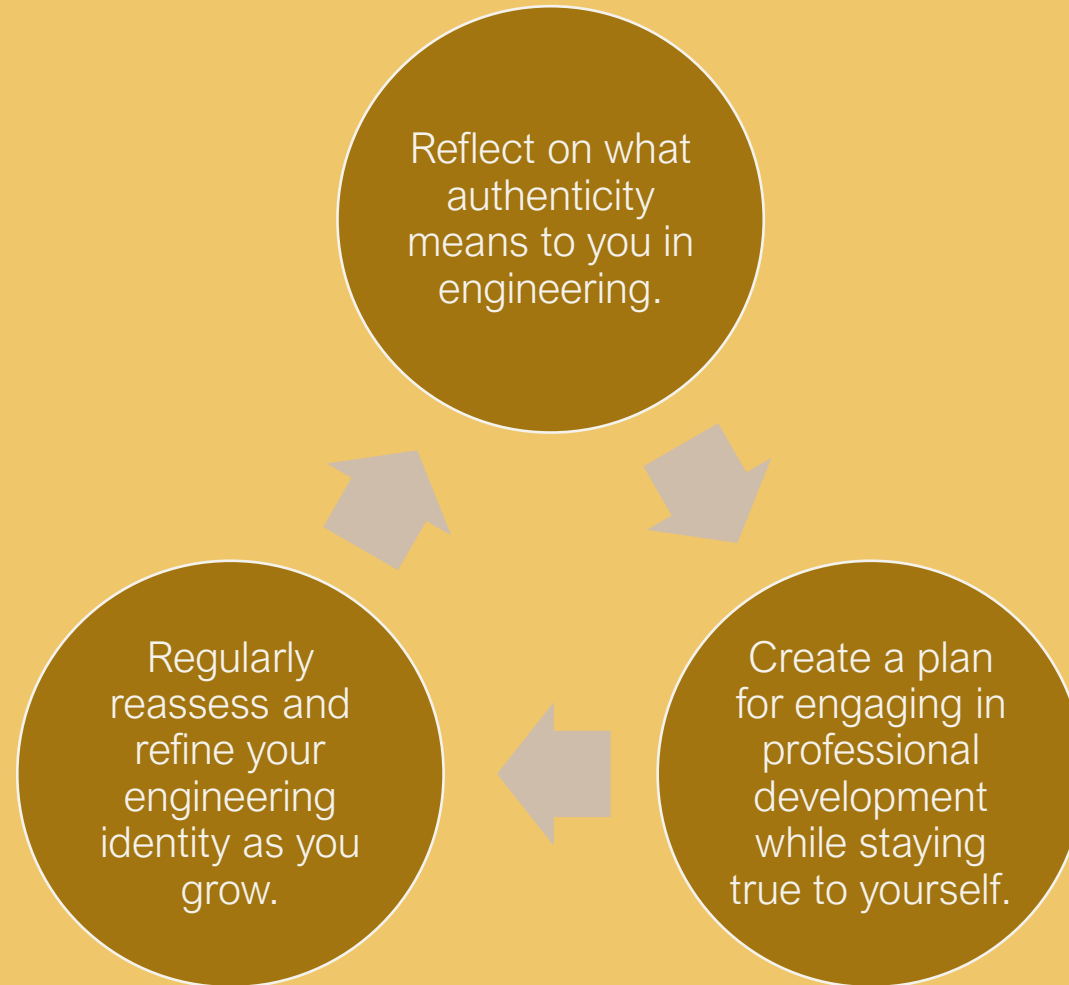 Reflect on what
authenticity
means to you in
engineering.
Create a plan
for engaging in
professional
development
while staying
true to yourself.
Regularly
reassess and
refine your
engineering
identity as you
grow.